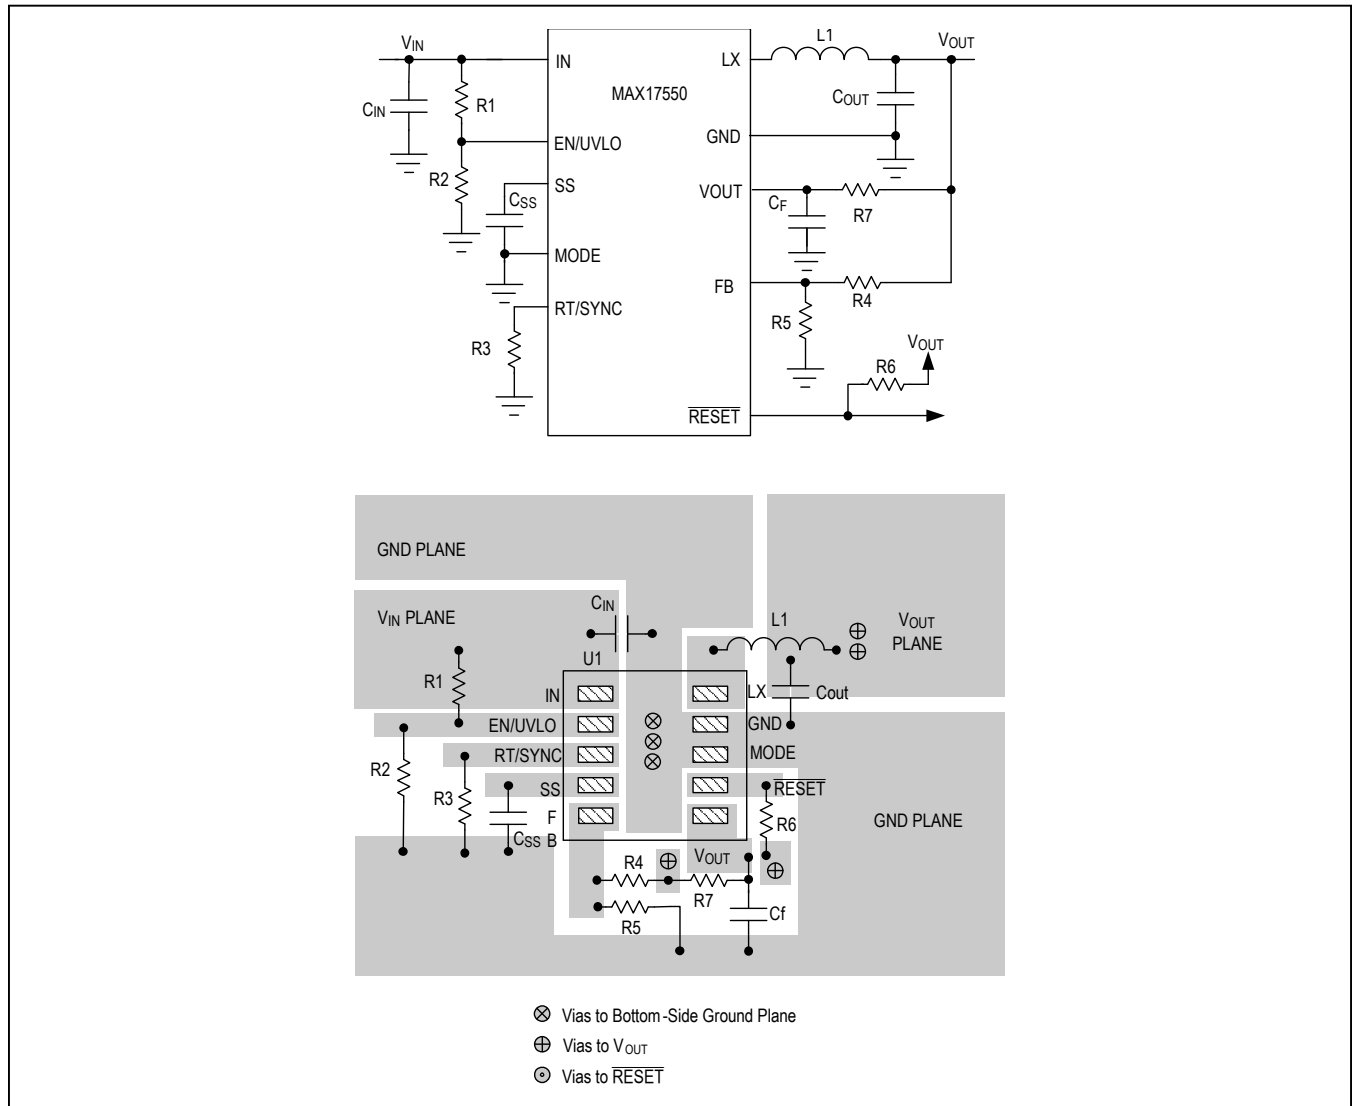 VIN
L1
VOUT
IN
LX
MAX17550
CIN
R1
COUT
GND
EN/UVLO
R2
SS
VOUT
CSS
CF
R7
MODE
FB
R4
RT/SYNC
R5
R3
VOUT
R6
RESET
GND PLANE
CIN
VIN PLANE
L1
VOUT
PLANE
U1
R1
IN
LX
Cout
EN/UVLO
GND
RT/SYNC
MODE
R2
SS
RESET
R3
F
R6
GND PLANE
CSS
B
R4
VOUT
R7
Cf
R5
Vias to Bottom-Side Ground Plane
Vias to VOUT
Vias to RESET